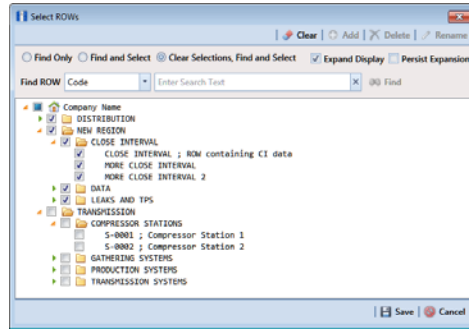 Select ROWs
Clear | Add | Delete | Rename
Find Only Find and Select Clear Selections, Find and Select Expand Display Persist Expansion
Find ROW Code Enter Search Text Find
Company Name
DISTRIBUTION
NEW REGION
CLOSE INTERVAL
CLOSE INTERVAL ; ROW containing CI data
MORE CLOSE INTERVAL
MORE CLOSE INTERVAL 2
DATA
LEAKS AND TPS
TRANSMISSION
COMPRESSOR STATIONS
S-0001 ; Compressor Station 1
S-0002 ; Compressor Station 2
GATHERING SYSTEMS
PRODUCTION SYSTEMS
TRANSMISSION SYSTEMS
Save | Cancel